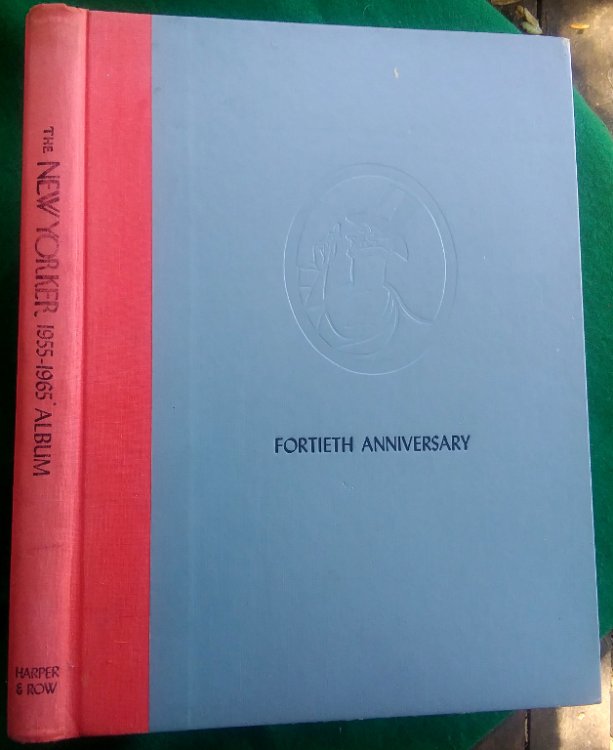 THE NEW YORKER 1955-1965 ALBUM
HARPER
& ROW
FORTIETH ANNIVERSARY